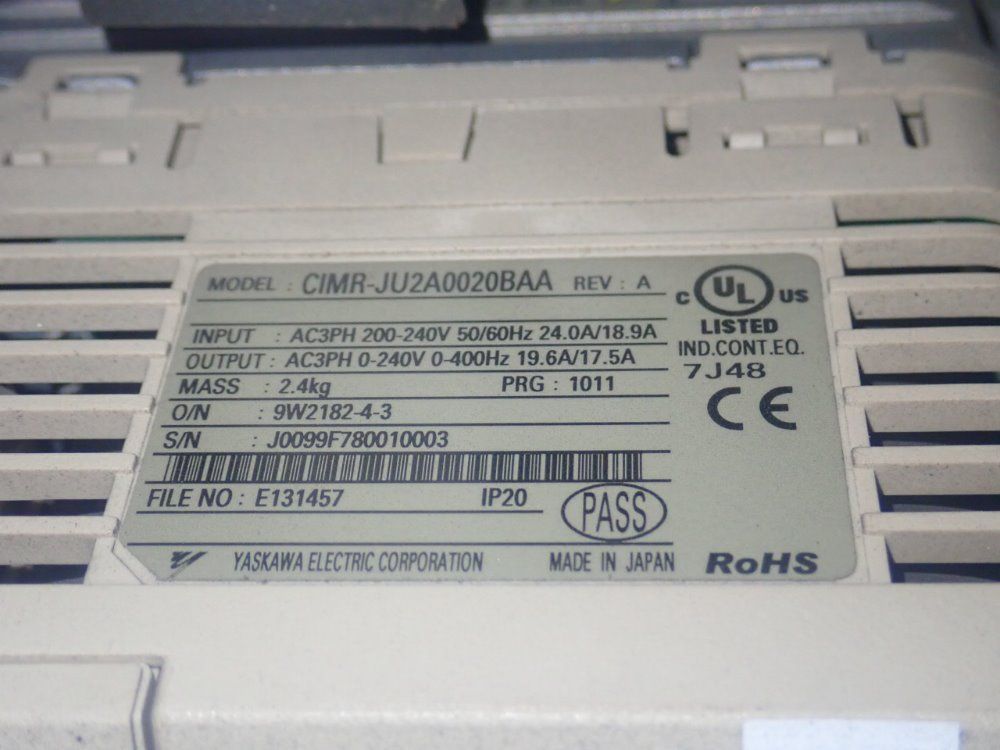 MODEL : CIMR-JU2A0020BAA REV : A
C UL US
LISTED
IND.CONT.EQ.
7J48
CE
INPUT : AC3PH 200-240V 50/60Hz 24.0A/18.9A
OUTPUT : AC3PH 0-240V 0-400Hz 19.6A/17.5A
MASS : 2.4kg PRG : 1011
O/N : 9W2182-4-3
S/N : J0099F780010003
FILE NO : E131457 IP20
PASS
YASKAWA ELECTRIC CORPORATION MADE IN JAPAN RoHS